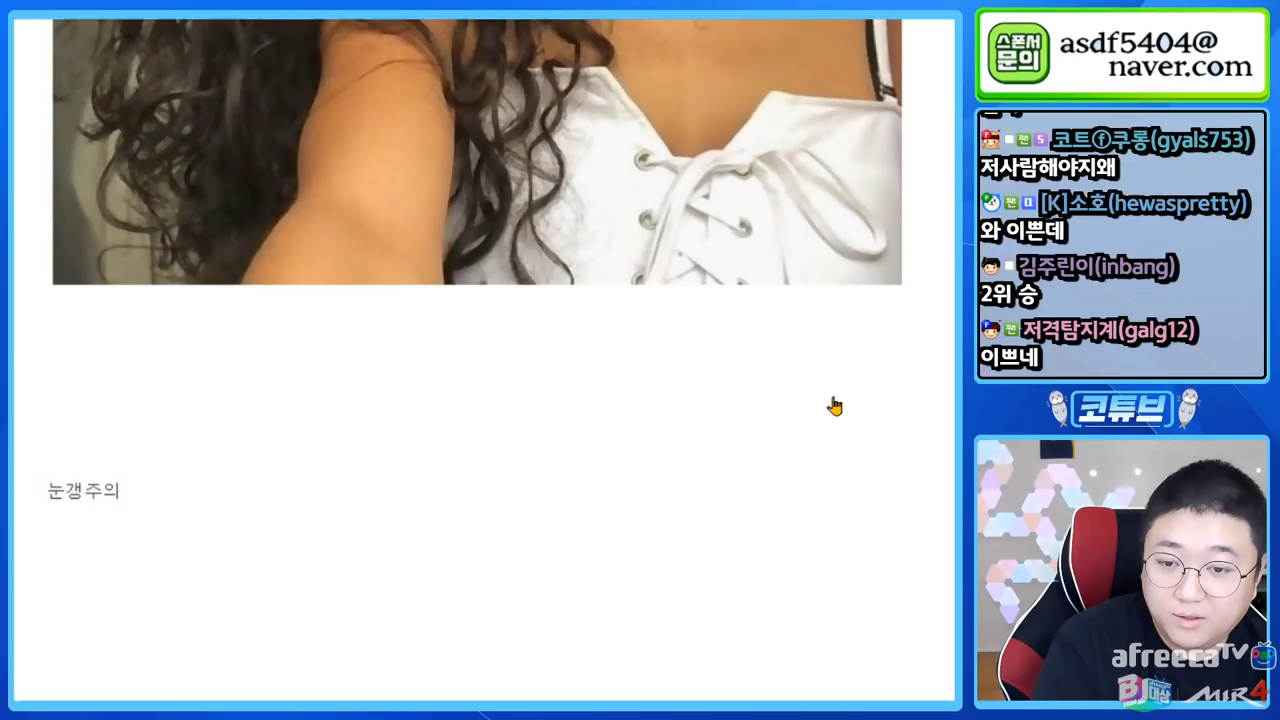 눈갱주의
스폰서
문의
asdf5404@
naver.com
코트ⓕ쿠롱(gyals753)
저사람해야지왜
[K]소호(hewaspretty)
와 이쁜데
김주린이(inbang)
2위 승
저격탐지계(galg12)
이쁘네
코튜브
afreecaTV
BJ대상
MIR4